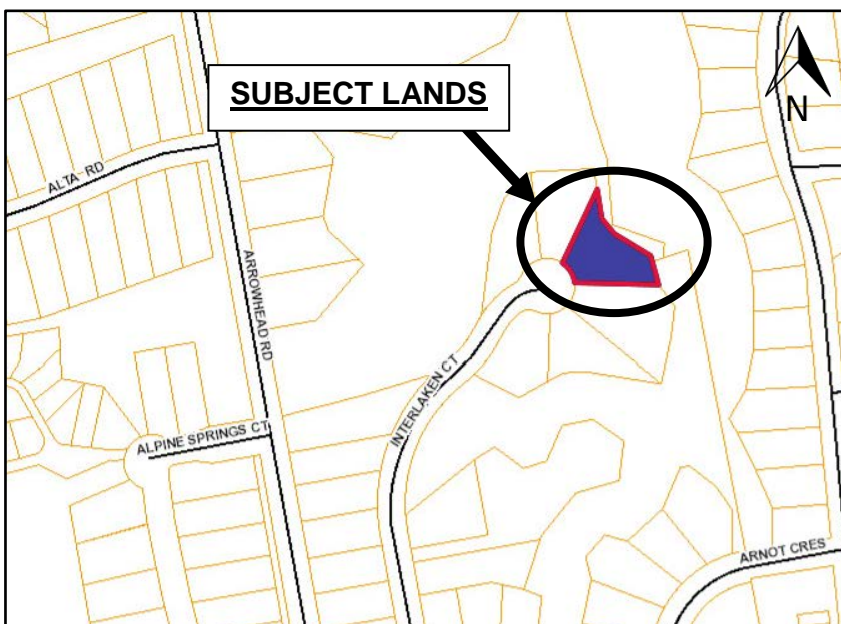 SUBJECT LANDS
N
ALTA RD
ARROWHEAD RD
INTERLAKEN CT
ALPINE SPRINGS CT
ARNOT CRES